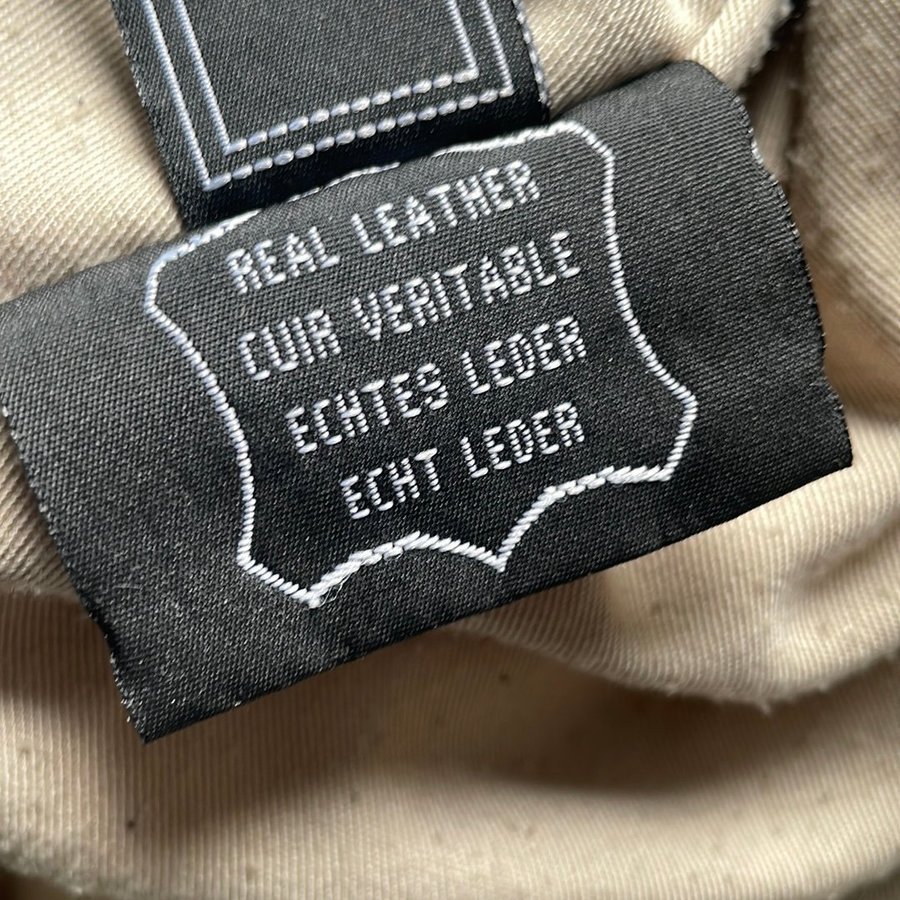 REAL LEATHER
CUIR VERITABLE
ECHTES LEDER
ECHT LEDER